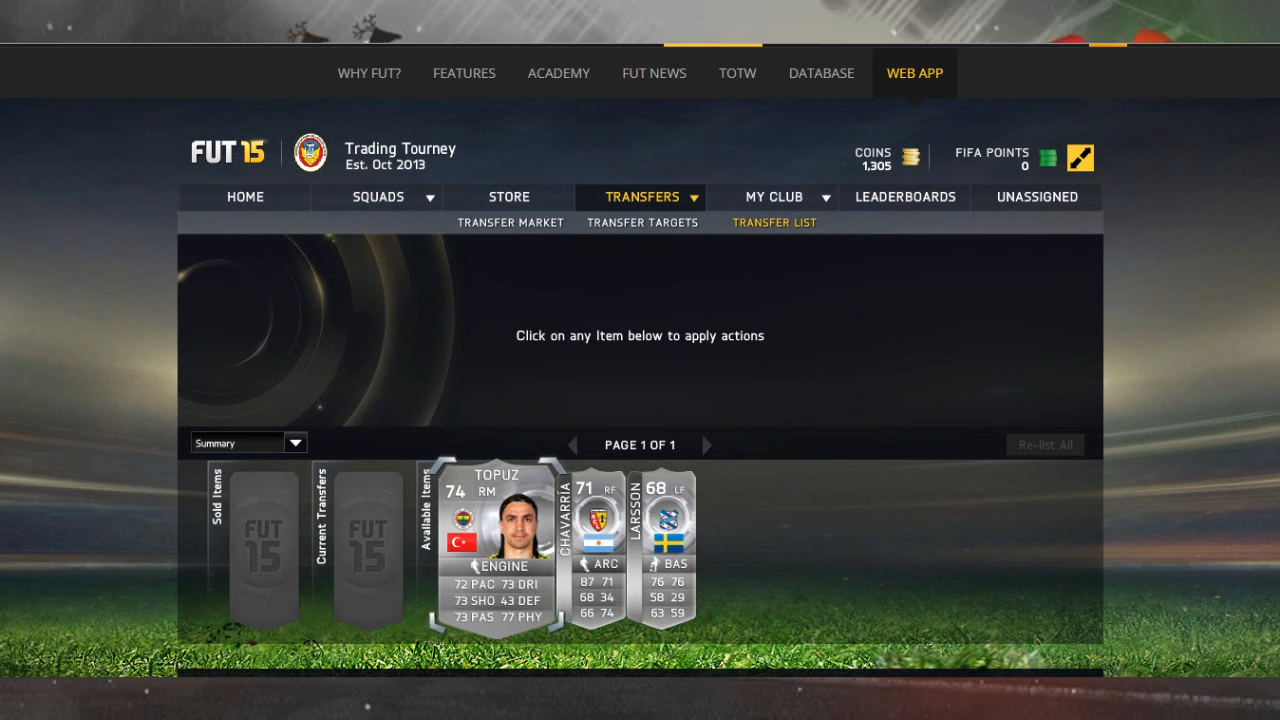 WHY FUT?
FEATURES
ACADEMY
FUT NEWS
TOTW
DATABASE
WEB APP
FUT 15
Trading Tourney
Est. Oct 2013
COINS
1,305
FIFA POINTS
0
HOME
SQUADS
STORE
TRANSFERS
MY CLUB
LEADERBOARDS
UNASSIGNED
TRANSFER MARKET
TRANSFER TARGETS
TRANSFER LIST
Click on any Item below to apply actions
Summary
PAGE 1 OF 1
Re-list All
Sold Items
FUT
15
Current Transfers
FUT
15
Available Items
TOPUZ
74 RM
ENGINE
72 PAC 73 DRI
73 SHO 43 DEF
73 PAS 77 PHY
CHAVARRÍA
71 RF
ARC
87 71
68 34
66 74
LARSSON
68 LF
BAS
76 76
58 29
63 59